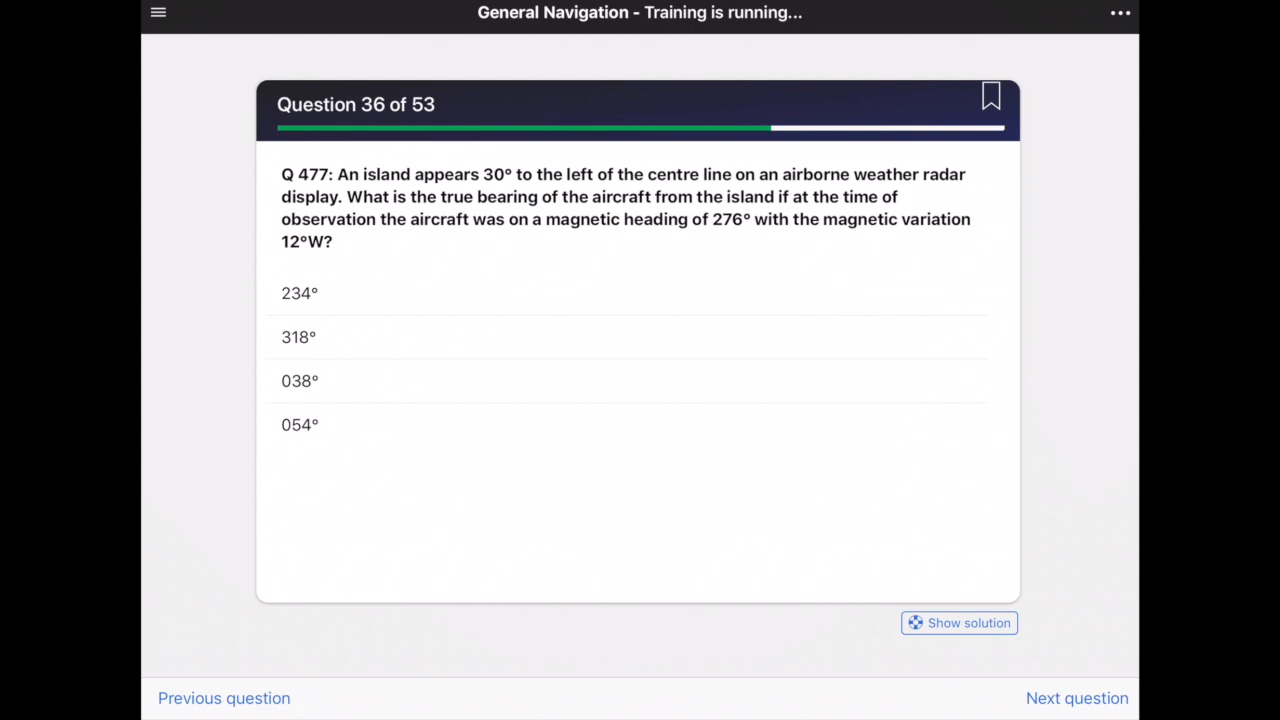 General Navigation - Training is running...
Question 36 of 53
Q 477: An island appears 30° to the left of the centre line on an airborne weather radar
display. What is the true bearing of the aircraft from the island if at the time of
observation the aircraft was on a magnetic heading of 276° with the magnetic variation
12°W?
234°
318°
038°
054°
Show solution
Previous question
Next question